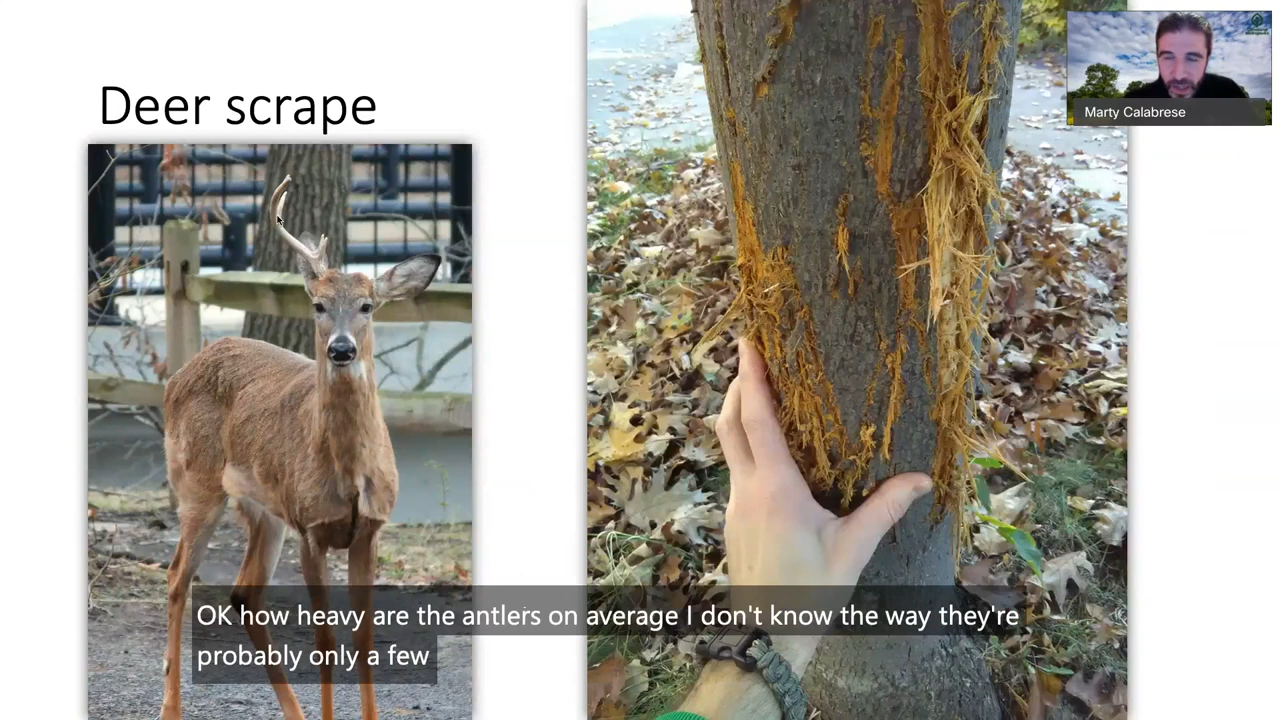 Deer scrape
Marty Calabrese
OK how heavy are the antlers on average I don't know the way they're
probably only a few